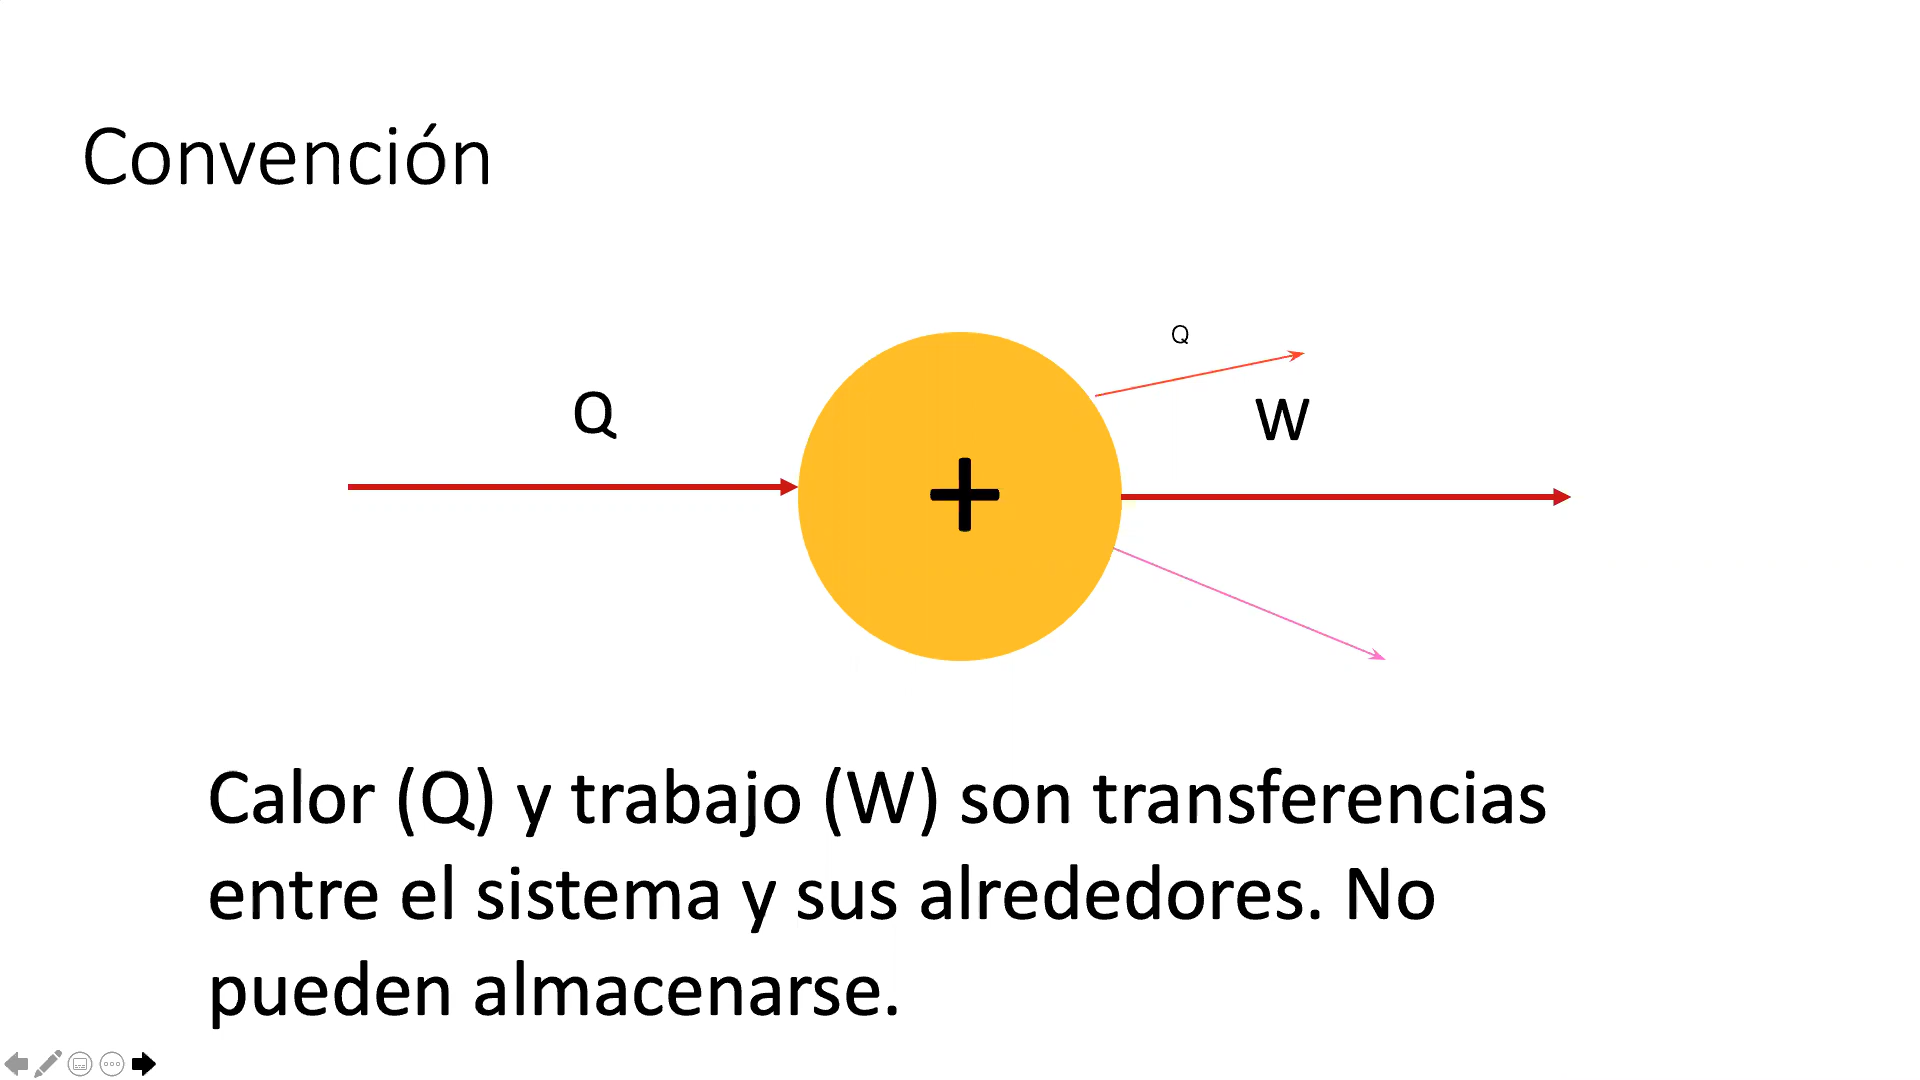 Convención
Q
Q
W
+
Calor (Q) y trabajo (W) son transferencias
entre el sistema y sus alrededores. No
pueden almacenarse.